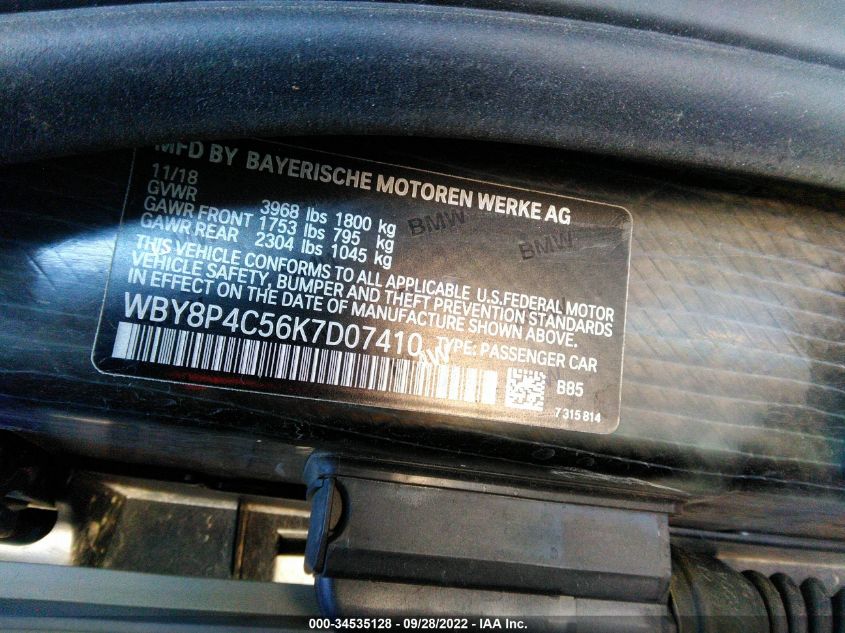 MFD BY BAYERISCHE MOTOREN WERKE AG
11/18
GVWR 3968 lbs 1800 kg
GAWR FRONT 1753 lbs 795 kg
GAWR REAR 2304 lbs 1045 kg
THIS VEHICLE CONFORMS TO ALL APPLICABLE U.S.FEDERAL MOTOR
VEHICLE SAFETY, BUMPER AND THEFT PREVENTION STANDARDS
IN EFFECT ON THE DATE OF MANUFACTURE SHOWN ABOVE.
WBY8P4C56K7D07410 TYPE: PASSENGER CAR
B85
7 315 814
BMW
BMW
000-34535128 - 09/28/2022 - IAA Inc.